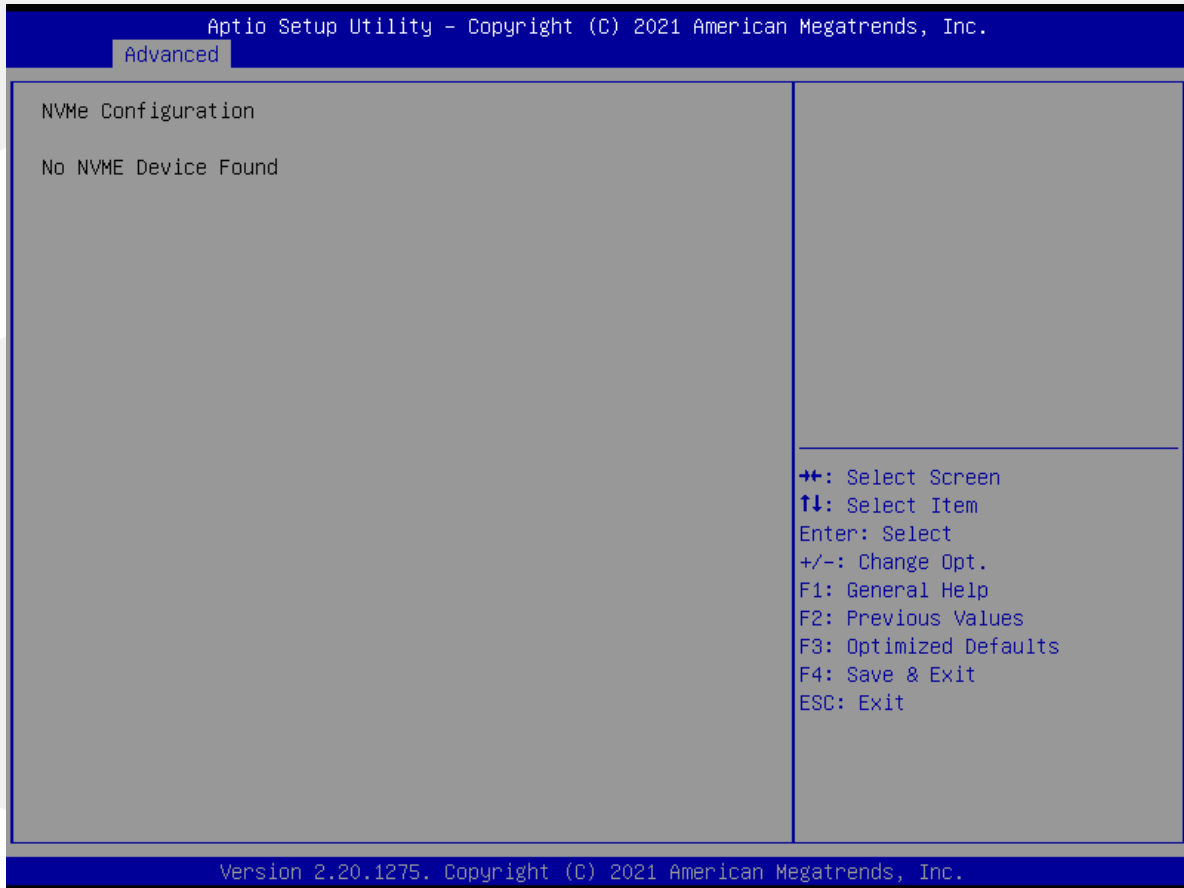 Aptio Setup Utility – Copyright (C) 2021 American Megatrends, Inc.
Advanced
NVMe Configuration
No NVME Device Found
→←: Select Screen
↑↓: Select Item
Enter: Select
+/-: Change Opt.
F1: General Help
F2: Previous Values
F3: Optimized Defaults
F4: Save & Exit
ESC: Exit
Version 2.20.1275. Copyright (C) 2021 American Megatrends, Inc.